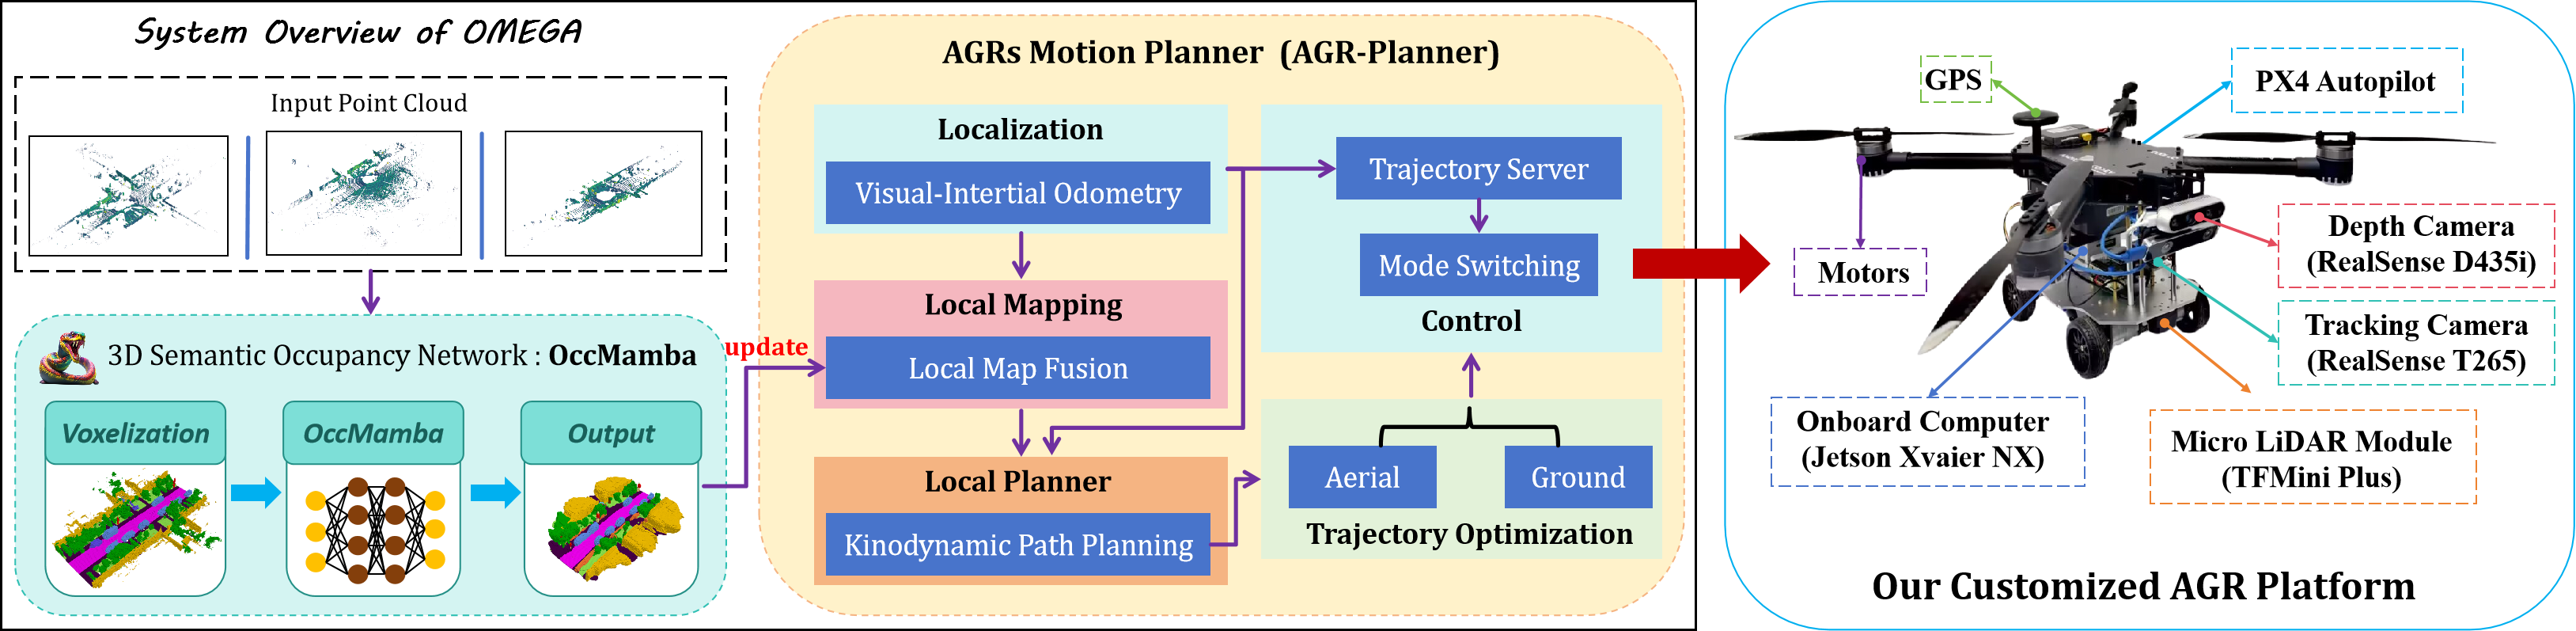 System Overview of OMEGA
Input Point Cloud
3D Semantic Occupancy Network : OccMamba
Voxelization
OccMamba
Output
update
AGRs Motion Planner (AGR-Planner)
Localization
Visual-Intertial Odometry
Local Mapping
Local Map Fusion
Local Planner
Kinodynamic Path Planning
Trajectory Server
Mode Switching
Control
Aerial
Ground
Trajectory Optimization
GPS
PX4 Autopilot
Motors
Depth Camera
(RealSense D435i)
Tracking Camera
(RealSense T265)
Onboard Computer
(Jetson Xvaier NX)
Micro LiDAR Module
(TFMini Plus)
Our Customized AGR Platform